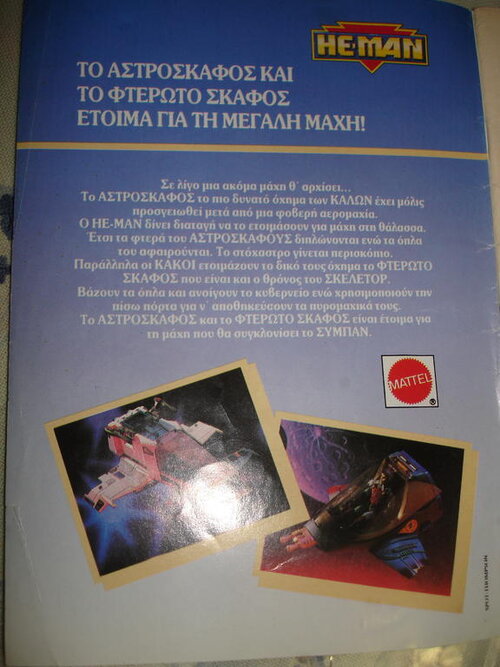 HE-MAN
ΤΟ ΑΣΤΡΟΣΚΑΦΟΣ ΚΑΙ
ΤΟ ΦΤΕΡΩΤΟ ΣΚΑΦΟΣ
ΕΤΟΙΜΑ ΓΙΑ ΤΗ ΜΕΓΑΛΗ ΜΑΧΗ!
Σε λίγο μια ακόμα μάχη θ' αρχίσει...
Το ΑΣΤΡΟΣΚΑΦΟΣ το πιο δυνατό όχημα των ΚΑΛΩΝ έχει μόλις
προσγειωθεί μετά από μια φοβερή αερομαχία.
Ο HE-MAN δίνει διαταγή να το ετοιμάσουν για μάχη στη θάλασσα.
Έτσι τα φτερά του ΑΣΤΡΟΣΚΑΦΟΥΣ διπλώνονται ενώ τα όπλα
του αφαιρούνται. Το στόχαστρο γίνεται περισκόπιο.
Παράλληλα οι ΚΑΚΟΙ ετοιμάζουν το δικό τους όχημα το ΦΤΕΡΩΤΟ
ΣΚΑΦΟΣ που είναι και ο θρόνος του ΣΚΕΛΕΤΟΡ.
Βάζουν τα όπλα και ανοίγουν το κυβερνείο ενώ χρησιμοποιούν την
πίσω πόρτα για ν' αποθηκεύσουν τα πυρομαχικά τους.
Το ΑΣΤΡΟΣΚΑΦΟΣ και το ΦΤΕΡΩΤΟ ΣΚΑΦΟΣ είναι έτοιμα για
τη μάχη που θα συγκλονίσει το ΣΥΜΠΑΝ.
MATTEL
®
THOMPSON